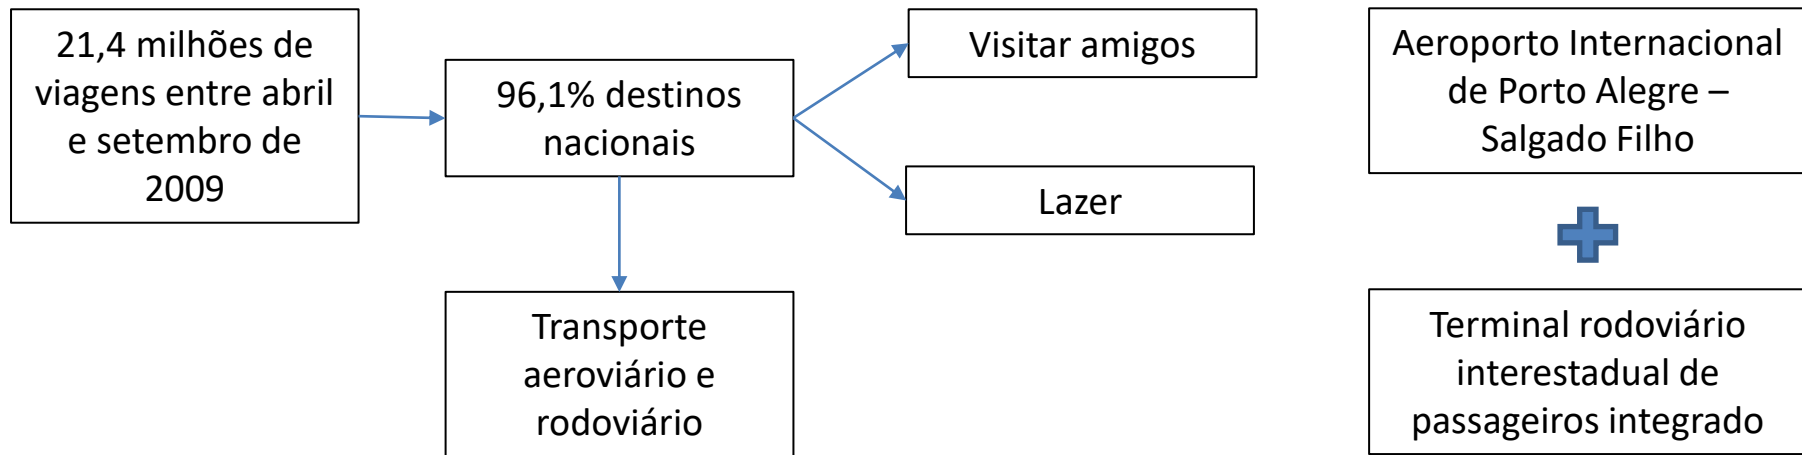 21,4 milhões de
viagens entre abril
e setembro de
2009
96,1% destinos
nacionais
Visitar amigos
Lazer
Transporte
aeroviário e
rodoviário
Aeroporto Internacional
de Porto Alegre –
Salgado Filho
Terminal rodoviário
interestadual de
passageiros integrado